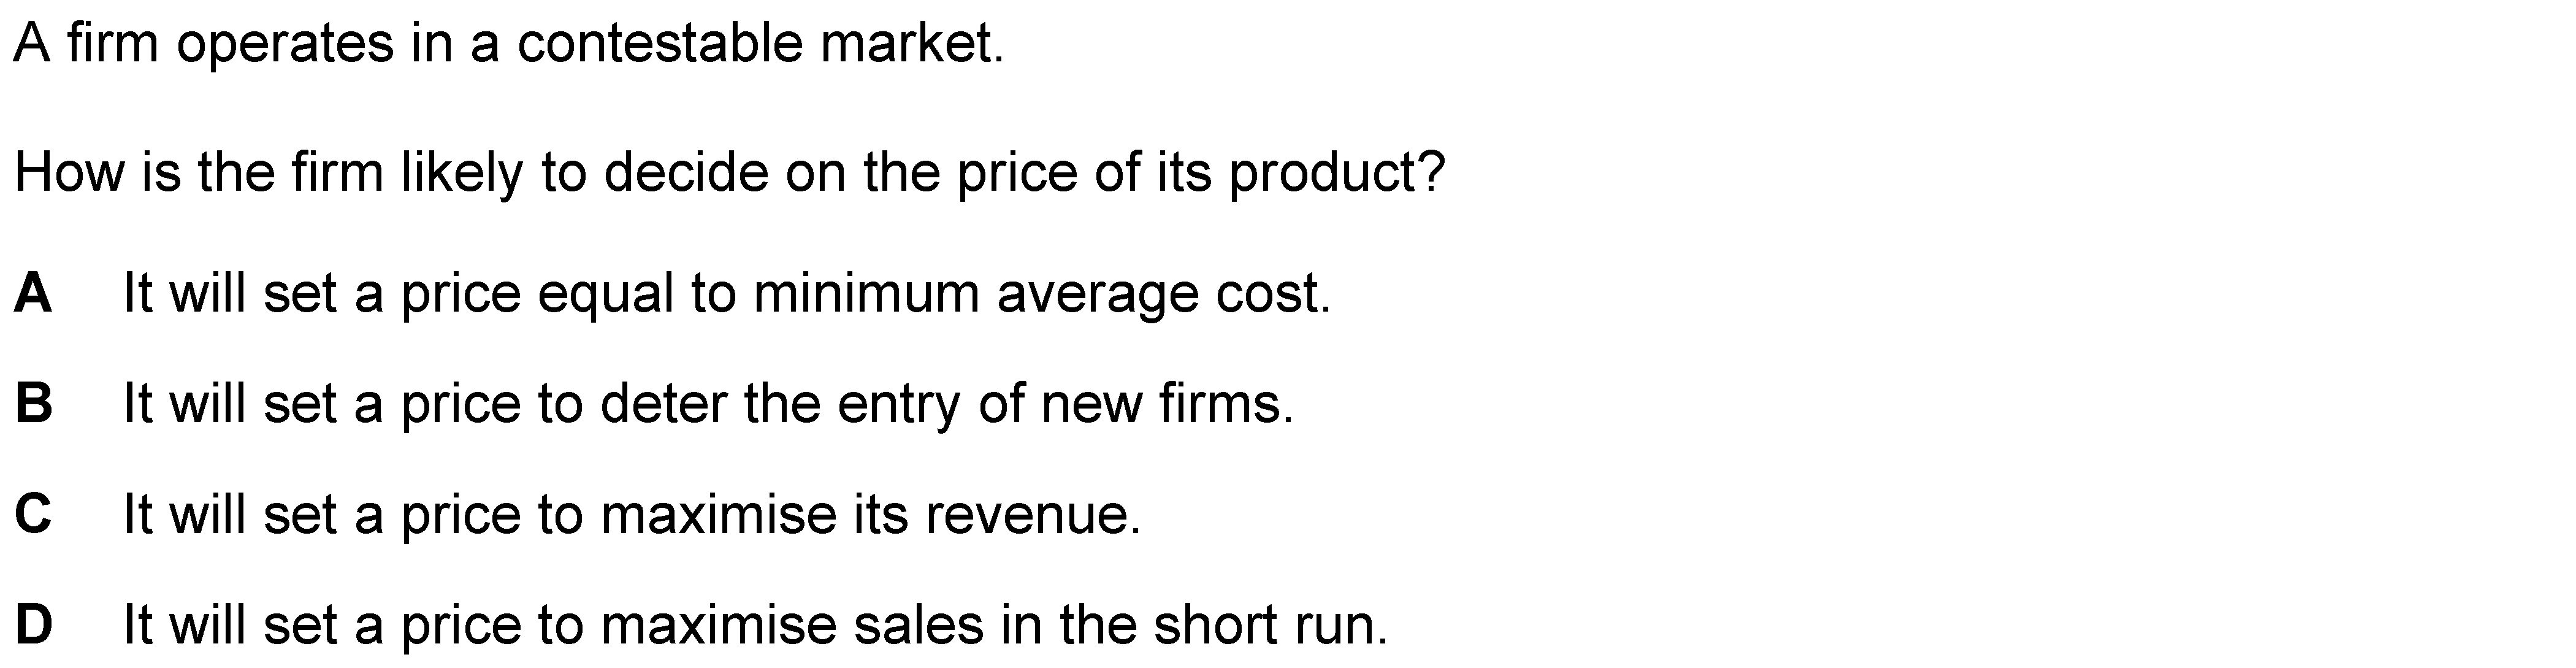 A firm operates in a contestable market.
How is the firm likely to decide on the price of its product?
A It will set a price equal to minimum average cost.
B It will set a price to deter the entry of new firms.
C It will set a price to maximise its revenue.
D It will set a price to maximise sales in the short run.